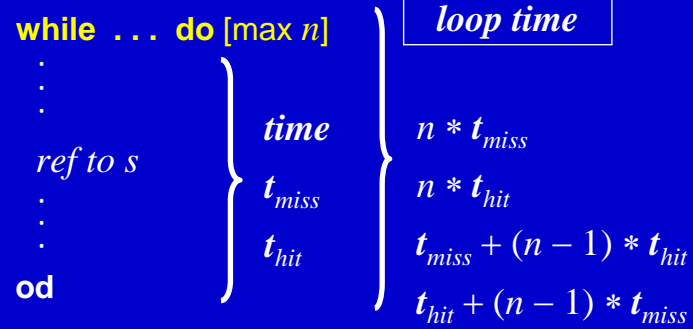 while ... do [max n]
loop time
.
.
.
time
n * t_miss
ref to s
t_miss
n * t_hit
.
.
.
t_hit
t_miss + (n − 1) * t_hit
od
t_hit + (n − 1) * t_miss